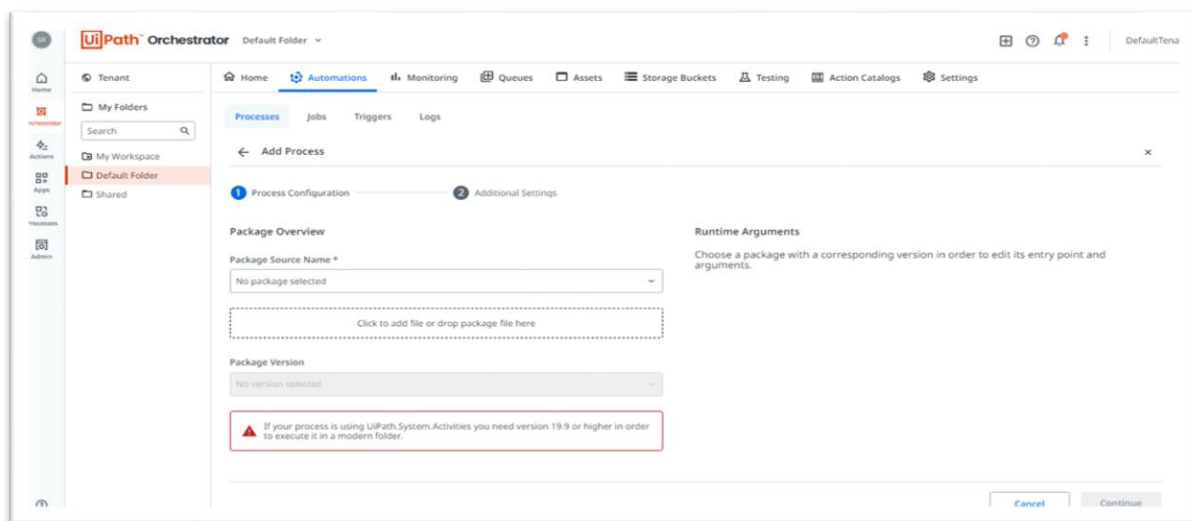 SR
UiPath™ Orchestrator Default Folder
DefaultTena
Home
Orchestrator
Actions
Apps
Processes
Admin
Tenant
My Folders
Search
My Workspace
Default Folder
Shared
Home Automations Monitoring Queues Assets Storage Buckets Testing Action Catalogs Settings
Processes Jobs Triggers Logs
Add Process
1 Process Configuration 2 Additional Settings
Package Overview
Package Source Name *
No package selected
Click to add file or drop package file here
Package Version
No version selected.
If your process is using UiPath.System.Activities you need version 19.9 or higher in order
to execute it in a modern folder.
Runtime Arguments
Choose a package with a corresponding version in order to edit its entry point and
arguments.
Cancel Continue